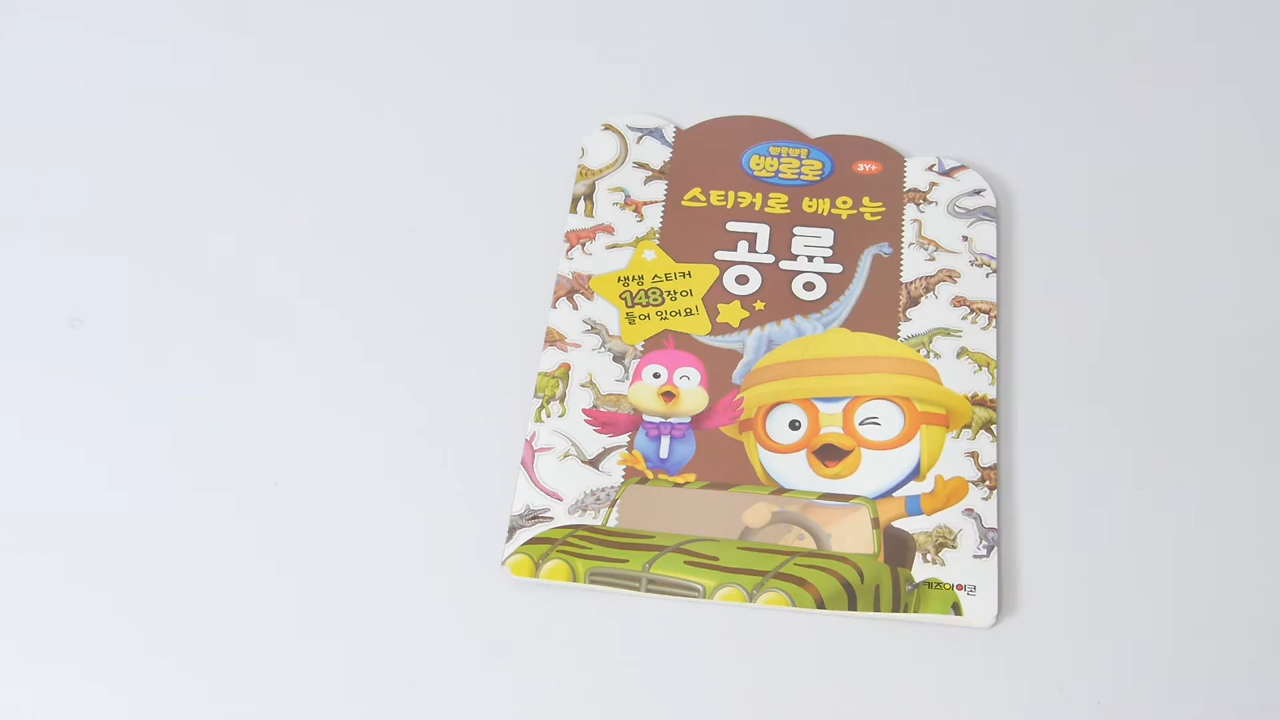 뽀롱뽀롱
뽀로로
3Y+
스티커로 배우는
공룡
생생 스티커
148장이
들어 있어요!
키즈아이콘